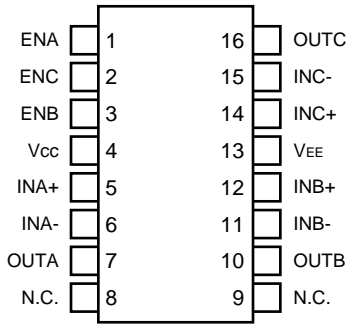 ENA 1 16 OUTC
ENC 2 15 INC-
ENB 3 14 INC+
Vcc 4 13 VEE
INA+ 5 12 INB+
INA- 6 11 INB-
OUTA 7 10 OUTB
N.C. 8 9 N.C.